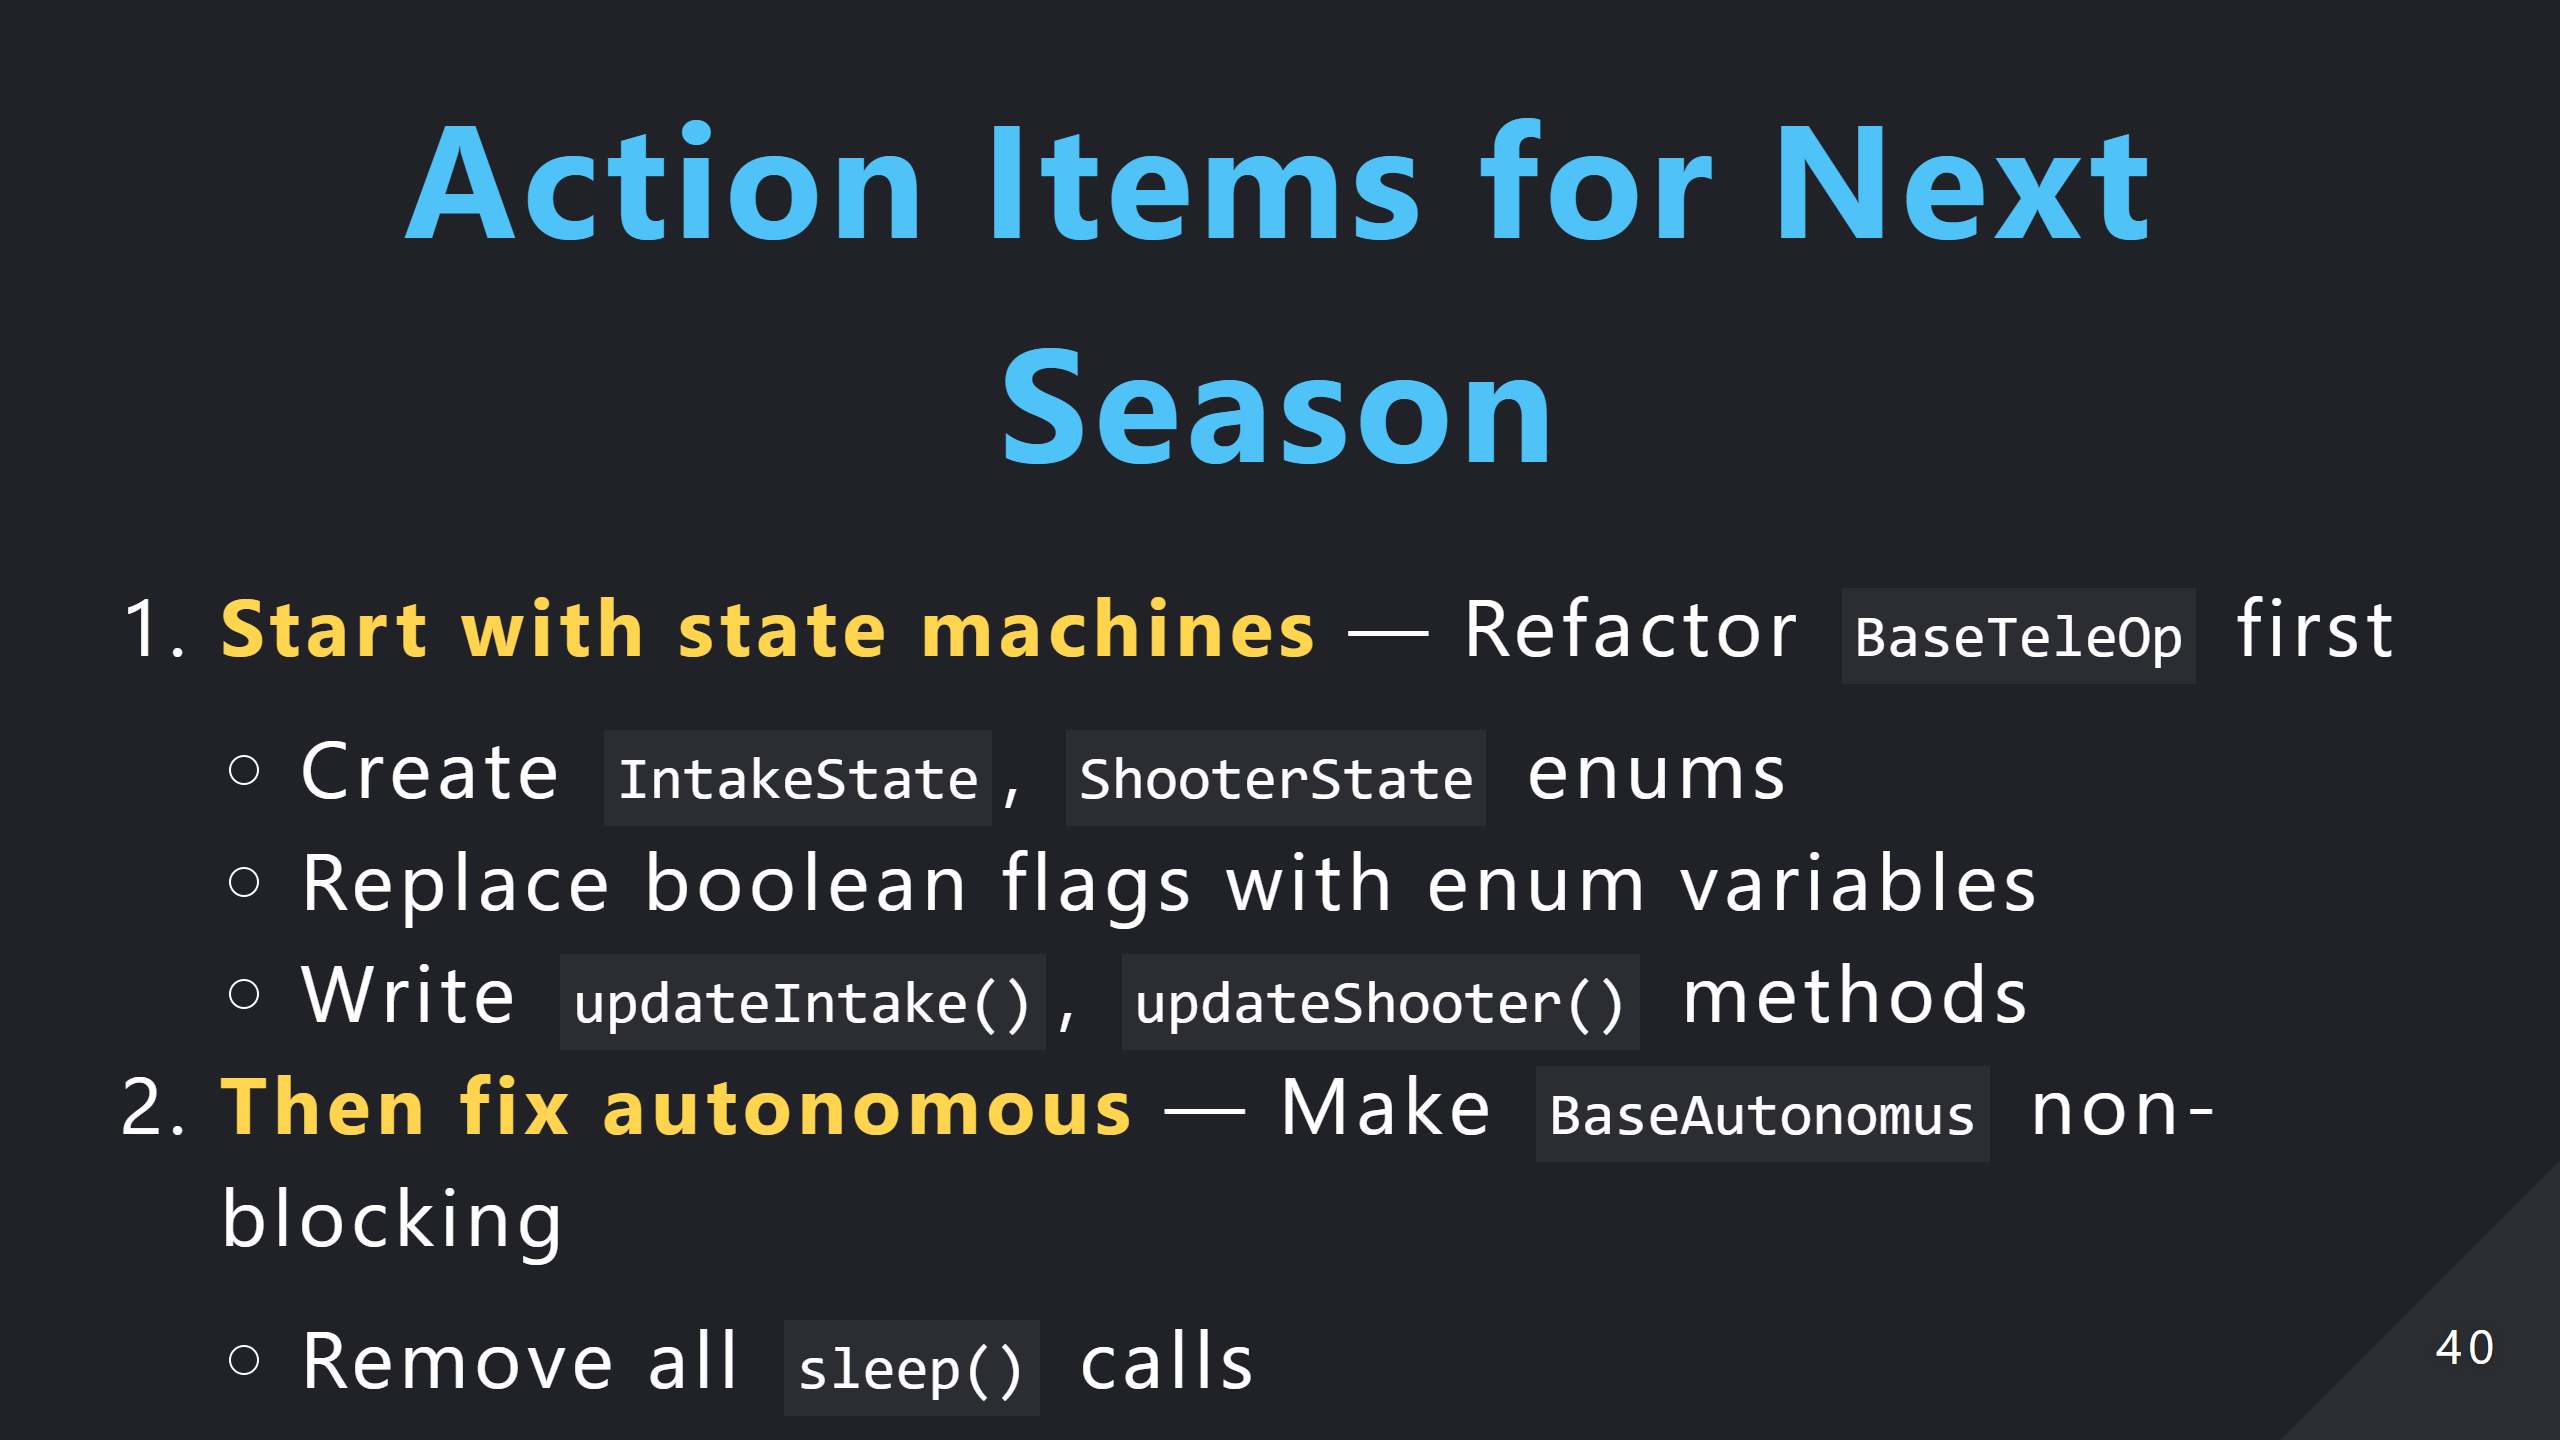 Action Items for Next
Season
1. Start with state machines — Refactor BaseTeleOp first
○ Create IntakeState, ShooterState enums
○ Replace boolean flags with enum variables
○ Write updateIntake(), updateShooter() methods
2. Then fix autonomous — Make BaseAutonomus non-
blocking
○ Remove all sleep() calls
40